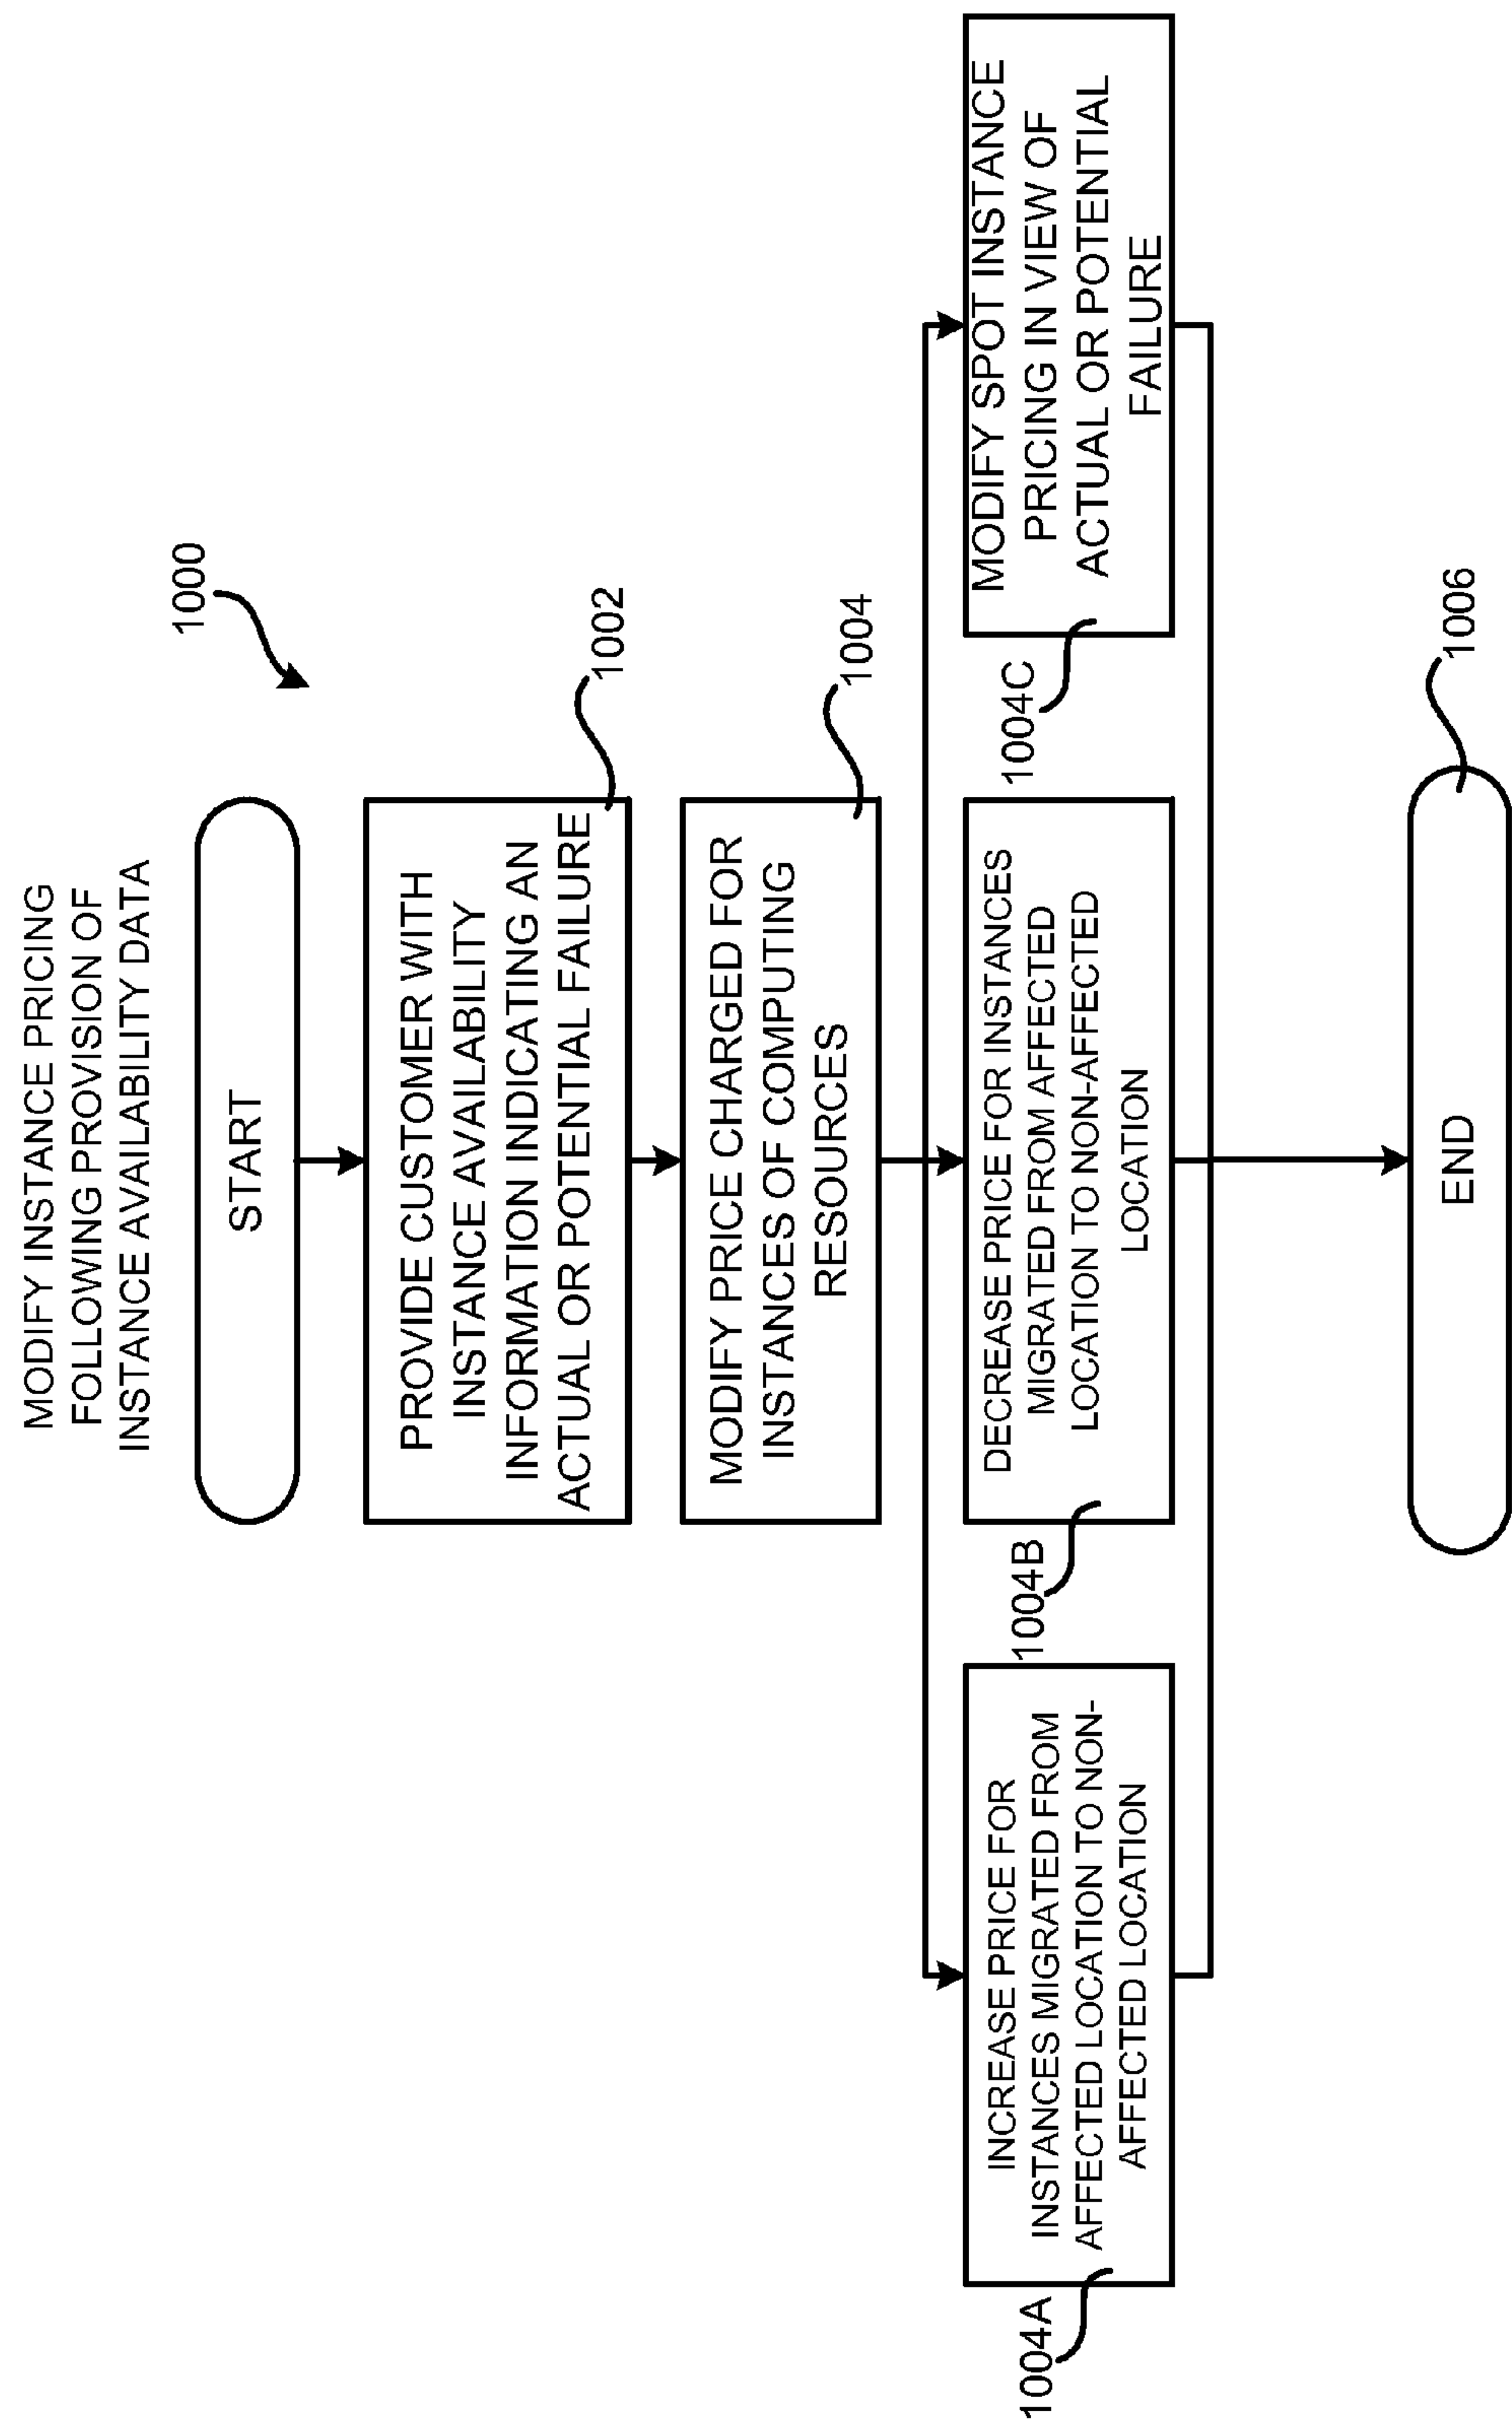 MODIFY INSTANCE PRICING
FOLLOWING PROVISION OF
INSTANCE AVAILABILITY DATA
1000
START
PROVIDE CUSTOMER WITH
INSTANCE AVAILABILITY
INFORMATION INDICATING AN
ACTUAL OR POTENTIAL FAILURE
1002
MODIFY PRICE CHARGED FOR
INSTANCES OF COMPUTING
RESOURCES
1004
1004A
INCREASE PRICE FOR
INSTANCES MIGRATED FROM
AFFECTED LOCATION TO NON-
AFFECTED LOCATION
1004B
DECREASE PRICE FOR INSTANCES
MIGRATED FROM AFFECTED
LOCATION TO NON-AFFECTED
LOCATION
1004C
MODIFY SPOT INSTANCE
PRICING IN VIEW OF
ACTUAL OR POTENTIAL
FAILURE
END
1006